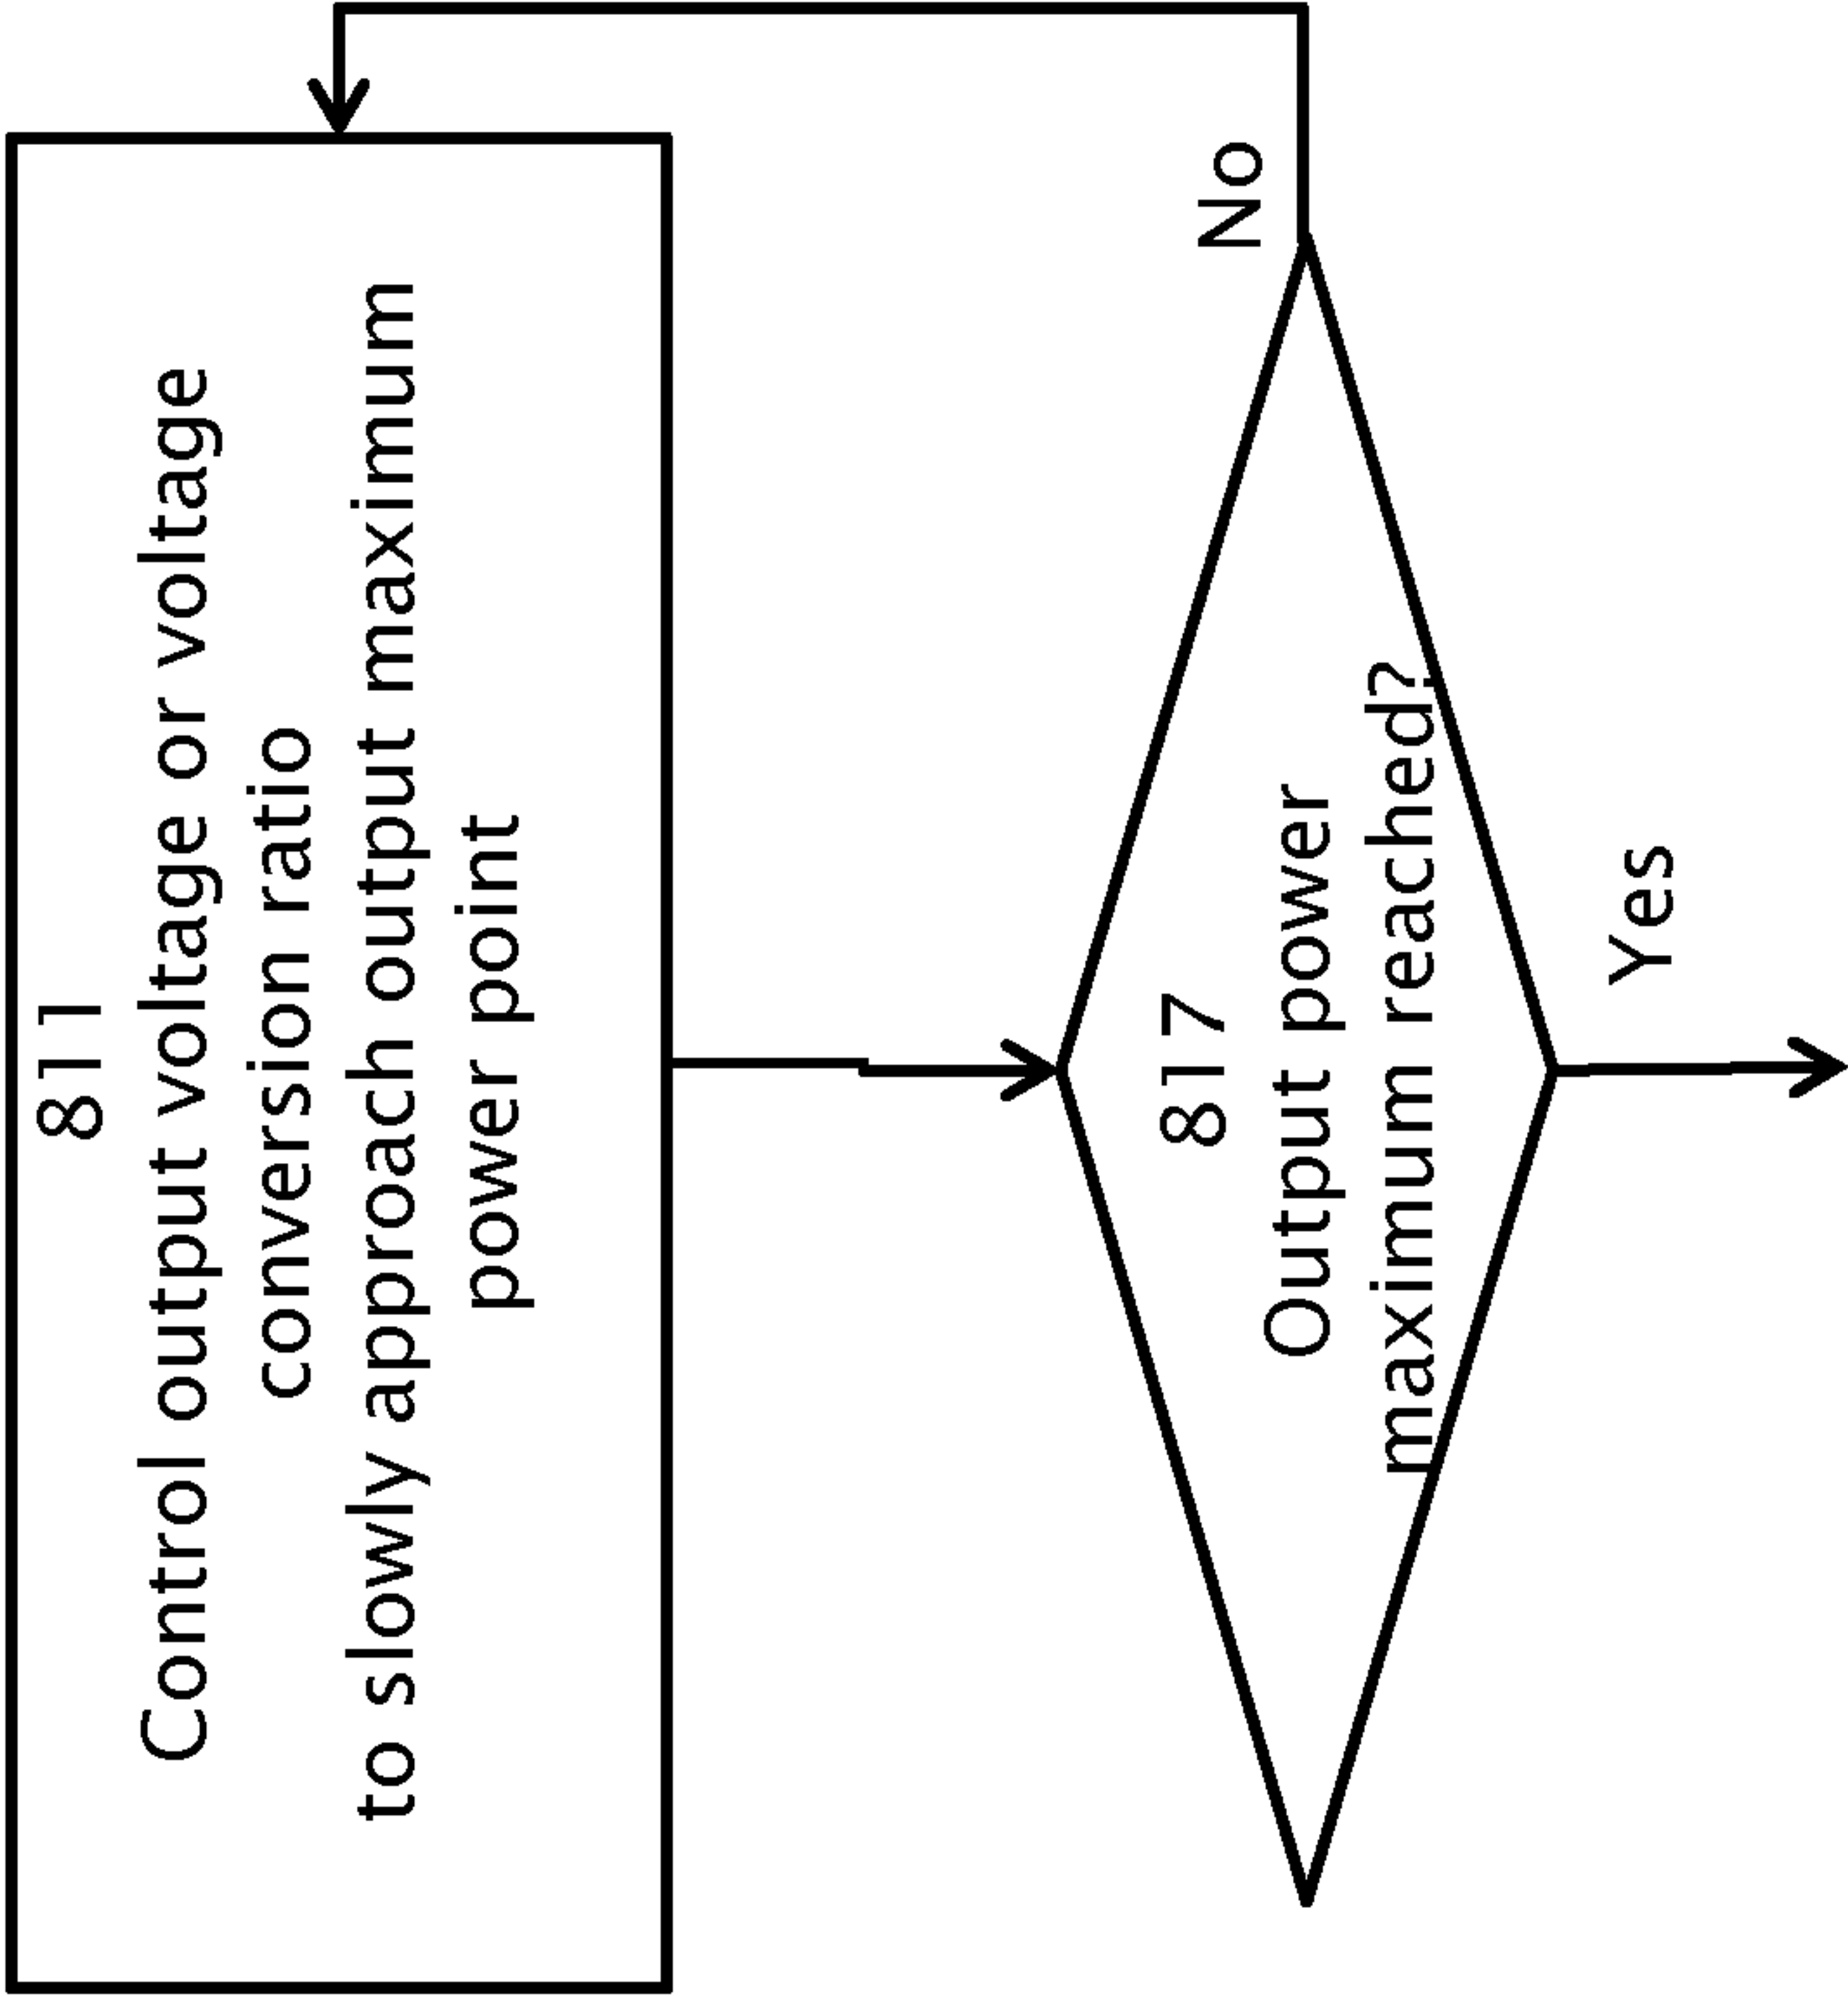 811
Control output voltage or voltage
conversion ratio
to slowly approach output maximum
power point
817
Output power
maximum reached?
No
Yes